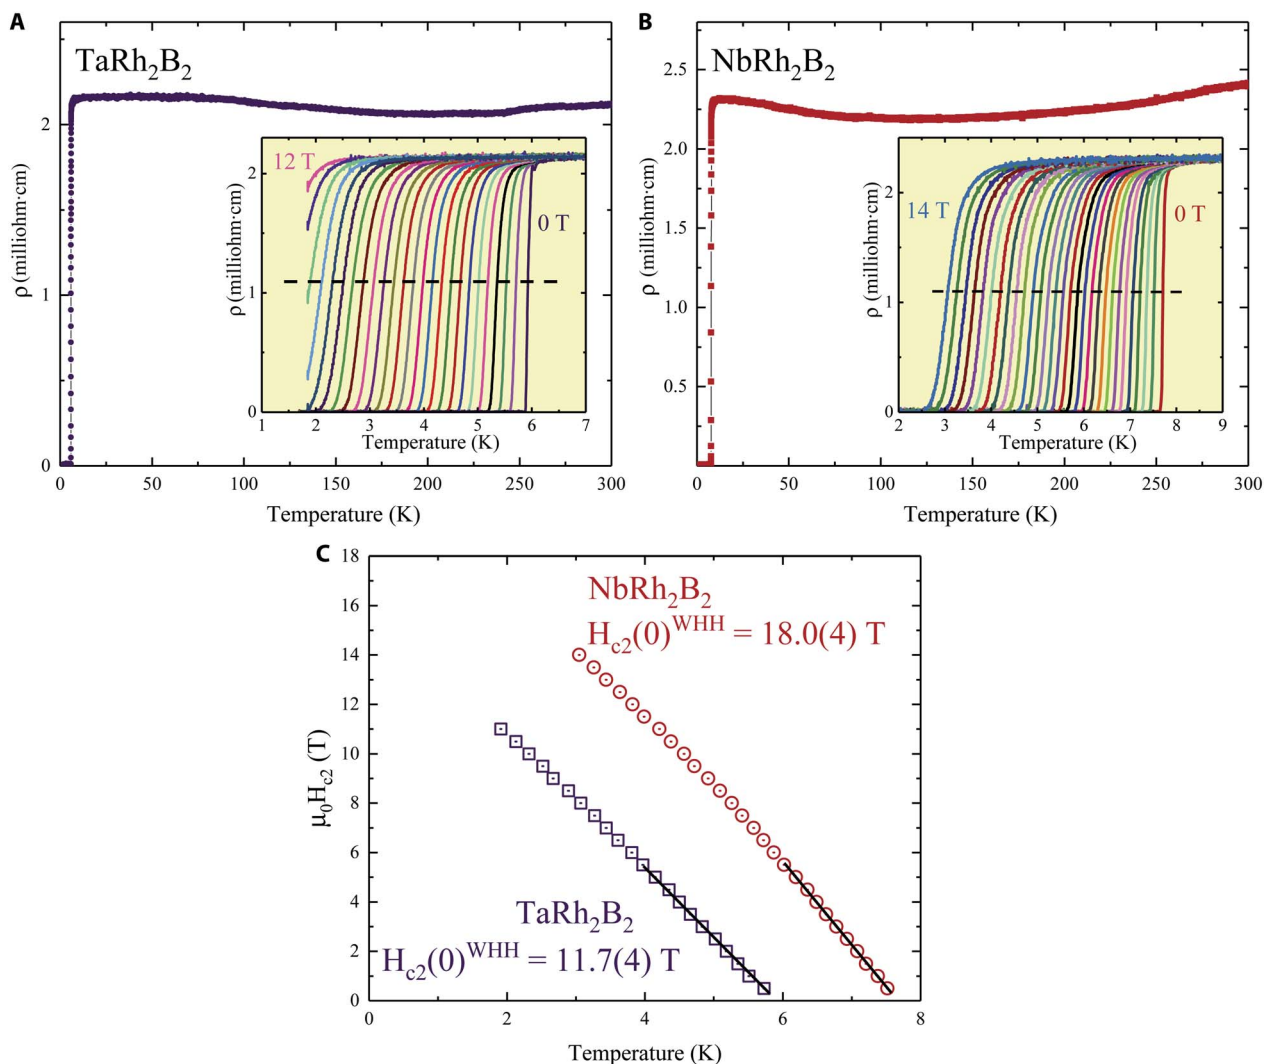 A
TaRh₂B₂
ρ (milliohm·cm)
2
1
0
0 50 100 150 200 250 300
Temperature (K)
12 T
0 T
ρ (milliohm·cm)
2
1
0
1 2 3 4 5 6 7
Temperature (K)
B
NbRh₂B₂
ρ (milliohm·cm)
2.5
2.0
1.5
1.0
0.5
0 50 100 150 200 250 300
Temperature (K)
14 T
0 T
ρ (milliohm·cm)
2
1
0
2 3 4 5 6 7 8 9
Temperature (K)
C
μ₀H_c2 (T)
18
16
14
12
10
8
6
4
2
0
NbRh₂B₂
H_c2(0)^WHH = 18.0(4) T
TaRh₂B₂
H_c2(0)^WHH = 11.7(4) T
0 2 4 6 8
Temperature (K)